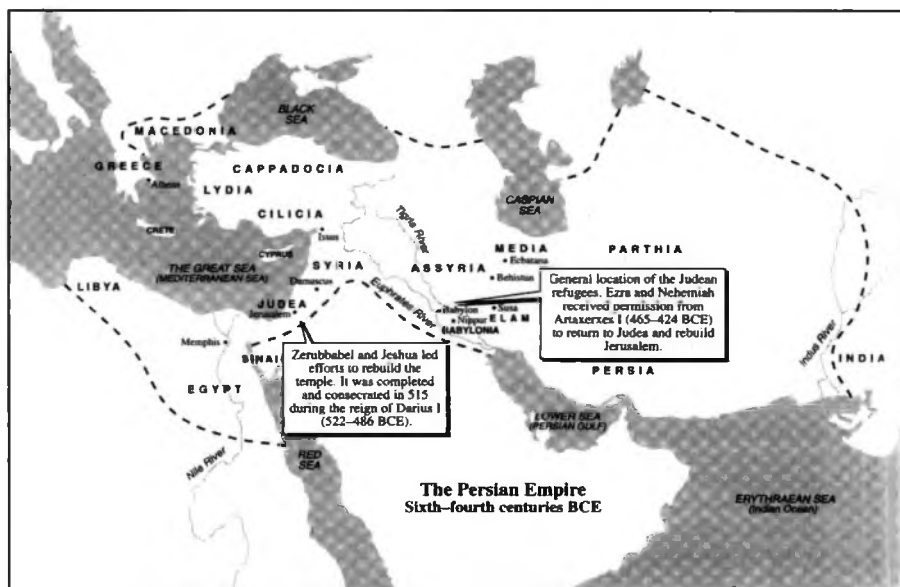 BLACK
SEA
MACEDONIA
GREECE
Athens
CAPPADOCIA
LYDIA
CILICIA
Issus
CRETE
CYPRUS
THE GREAT SEA
(MEDITERRANEAN SEA)
SYRIA
Damascus
LIBYA
JUDEA
Jerusalem
Memphis
SINAI
EGYPT
Nile River
RED
SEA
CASPIAN
SEA
Tigris River
MEDIA
Ecbatana
PARTHIA
ASSYRIA
Behistun
Euphrates River
Babylon
Susa
ELAM
Nippur
BABYLONIA
General location of the Judean
refugees. Ezra and Nehemiah
received permission from
Artaxerxes I (465–424 BCE)
to return to Judea and rebuild
Jerusalem.
Zerubbabel and Jeshua led
efforts to rebuild the
temple. It was completed
and consecrated in 515
during the reign of Darius I
(522–486 BCE).
PERSIA
Indus River
INDIA
LOWER SEA
(PERSIAN GULF)
The Persian Empire
Sixth–fourth centuries BCE
ERYTHRAEAN SEA
(Indian Ocean)